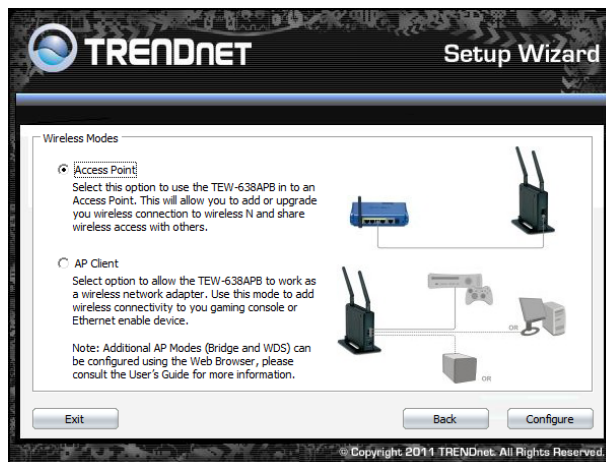 TRENDNET
Setup Wizard
Wireless Modes
Access Point
Select this option to use the TEW-638APB in to an
Access Point. This will allow you to add or upgrade
you wireless connection to wireless N and share
wireless access with others.
AP Client
Select option to allow the TEW-638APB to work as
a wireless network adapter. Use this mode to add
wireless connectivity to you gaming console or
Ethernet enable device.
Note: Additional AP Modes (Bridge and WDS) can
be configured using the Web Browser, please
consult the User's Guide for more information.
OR
OR
Exit
Back
Configure
© Copyright 2011 TRENDnet. All Rights Reserved.